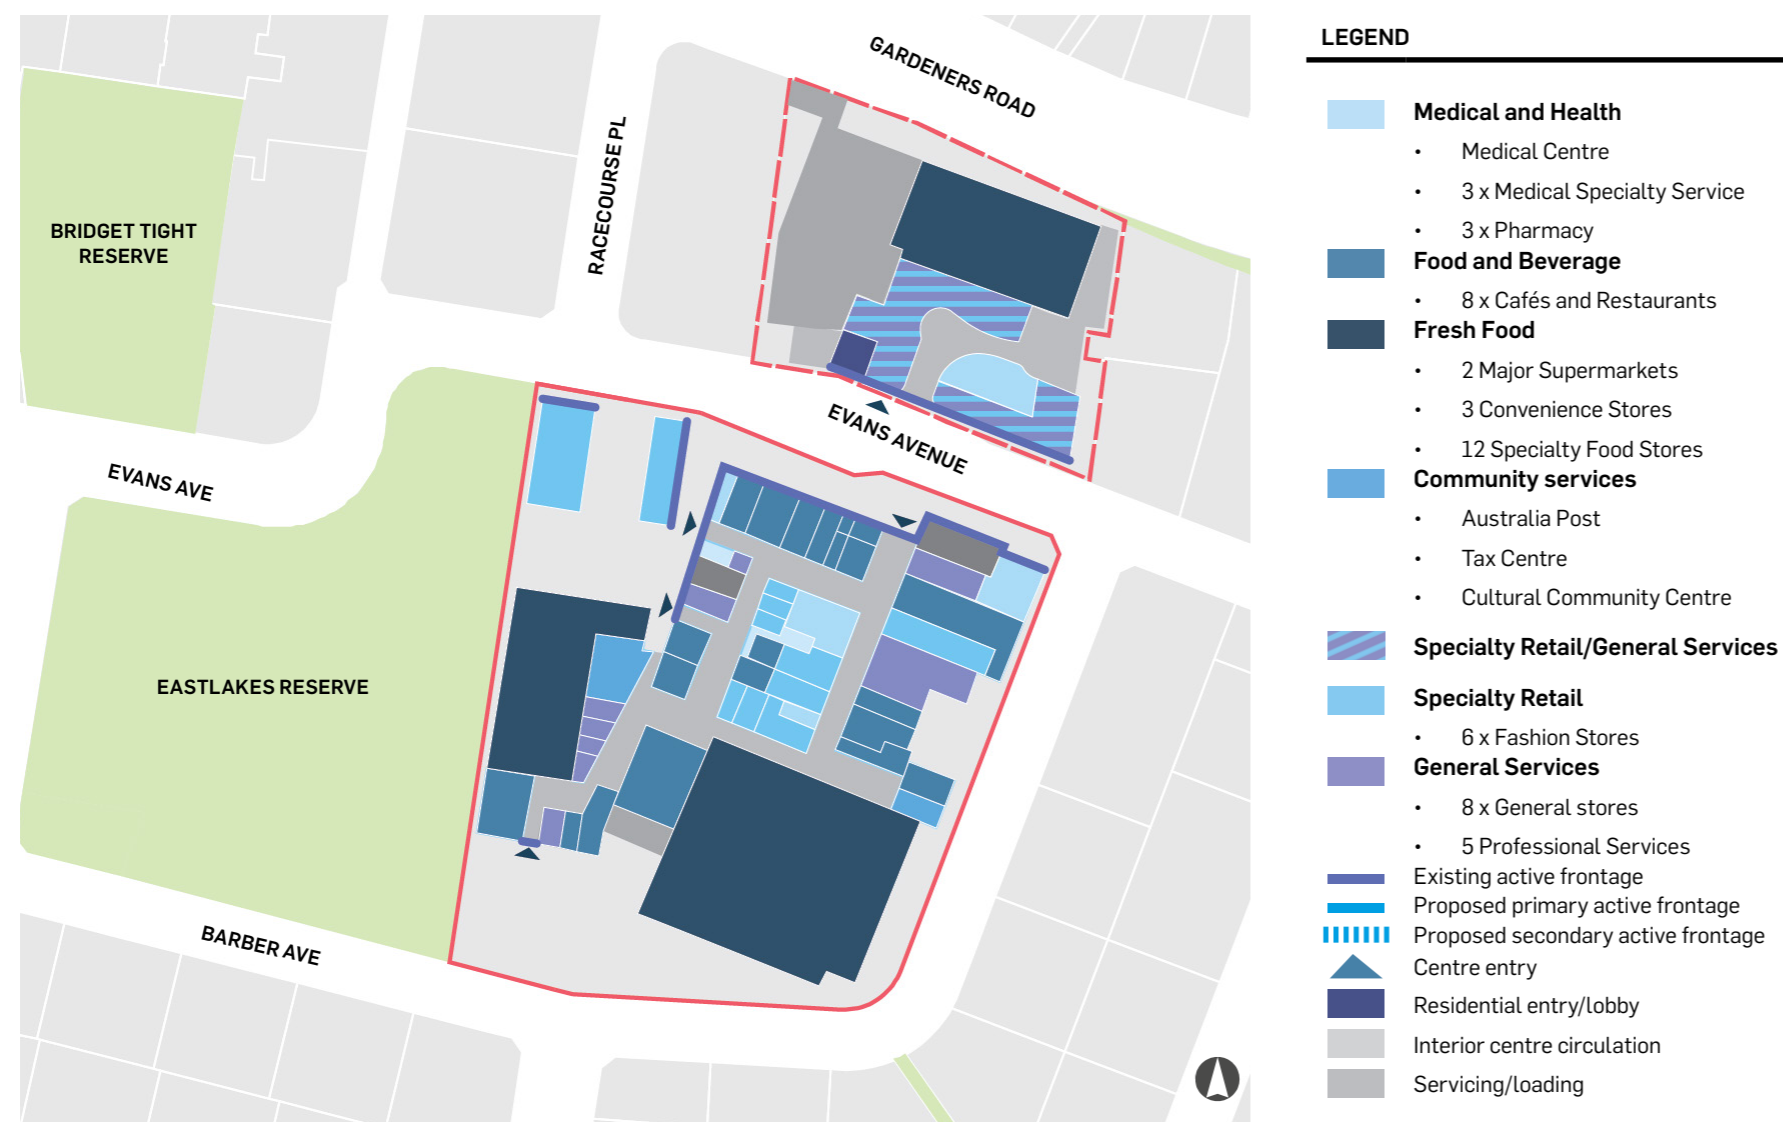 GARDENERS ROAD
RACECOURSE PL
BRIDGET TIGHT
RESERVE
EVANS AVENUE
EVANS AVE
EASTLAKES RESERVE
BARBER AVE
LEGEND
Medical and Health
• Medical Centre
• 3 x Medical Specialty Service
• 3 x Pharmacy
Food and Beverage
• 8 x Cafés and Restaurants
Fresh Food
• 2 Major Supermarkets
• 3 Convenience Stores
• 12 Specialty Food Stores
Community services
• Australia Post
• Tax Centre
• Cultural Community Centre
Specialty Retail/General Services
Specialty Retail
• 6 x Fashion Stores
General Services
• 8 x General stores
• 5 Professional Services
Existing active frontage
Proposed primary active frontage
Proposed secondary active frontage
Centre entry
Residential entry/lobby
Interior centre circulation
Servicing/loading